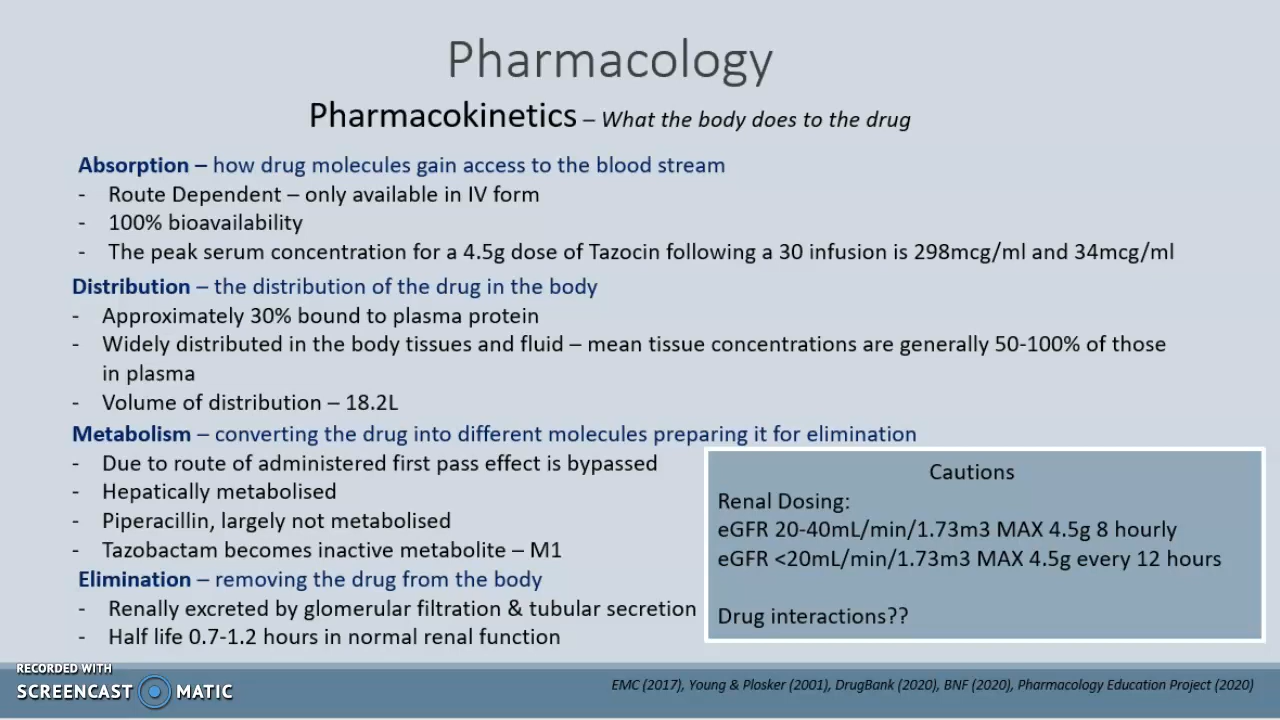 Pharmacology
Pharmacokinetics – What the body does to the drug
Absorption – how drug molecules gain access to the blood stream
- Route Dependent – only available in IV form
- 100% bioavailability
- The peak serum concentration for a 4.5g dose of Tazocin following a 30 infusion is 298mcg/ml and 34mcg/ml
Distribution – the distribution of the drug in the body
- Approximately 30% bound to plasma protein
- Widely distributed in the body tissues and fluid – mean tissue concentrations are generally 50-100% of those
in plasma
- Volume of distribution – 18.2L
Metabolism – converting the drug into different molecules preparing it for elimination
- Due to route of administered first pass effect is bypassed
- Hepatically metabolised
- Piperacillin, largely not metabolised
- Tazobactam becomes inactive metabolite – M1
Elimination – removing the drug from the body
- Renally excreted by glomerular filtration & tubular secretion
- Half life 0.7-1.2 hours in normal renal function
Cautions
Renal Dosing:
eGFR 20-40mL/min/1.73m3 MAX 4.5g 8 hourly
eGFR <20mL/min/1.73m3 MAX 4.5g every 12 hours
Drug interactions??
RECORDED WITH
SCREENCAST MATIC
EMC (2017), Young & Plosker (2001), DrugBank (2020), BNF (2020), Pharmacology Education Project (2020)